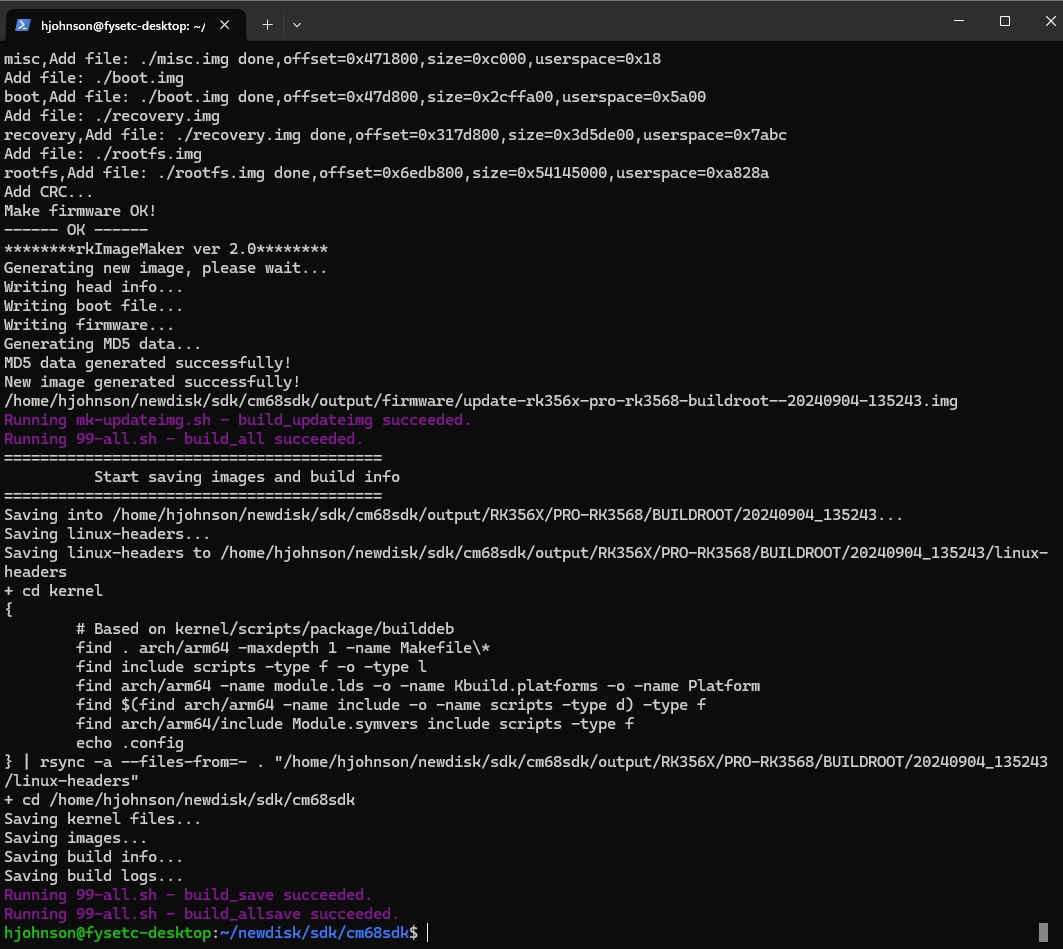 hjohnson@fysetc-desktop: ~/
misc,Add file: ./misc.img done,offset=0x471800,size=0xc000,userspace=0x18
Add file: ./boot.img
boot,Add file: ./boot.img done,offset=0x47d800,size=0x2cffa00,userspace=0x5a00
Add file: ./recovery.img
recovery,Add file: ./recovery.img done,offset=0x317d800,size=0x3d5de00,userspace=0x7abc
Add file: ./rootfs.img
rootfs,Add file: ./rootfs.img done,offset=0x6edb800,size=0x54145000,userspace=0xa828a
Add CRC...
Make firmware OK!
------ OK ------
********rkImageMaker ver 2.0********
Generating new image, please wait...
Writing head info...
Writing boot file...
Writing firmware...
Generating MD5 data...
MD5 data generated successfully!
New image generated successfully!
/home/hjohnson/newdisk/sdk/cm68sdk/output/firmware/update-rk356x-pro-rk3568-buildroot--20240904-135243.img
Running mk-updateimg.sh - build_updateimg succeeded.
Running 99-all.sh - build_all succeeded.
==========================================
          Start saving images and build info
==========================================
Saving into /home/hjohnson/newdisk/sdk/cm68sdk/output/RK356X/PRO-RK3568/BUILDROOT/20240904_135243...
Saving linux-headers...
Saving linux-headers to /home/hjohnson/newdisk/sdk/cm68sdk/output/RK356X/PRO-RK3568/BUILDROOT/20240904_135243/linux-
headers
+ cd kernel
{
        # Based on kernel/scripts/package/builddeb
        find . arch/arm64 -maxdepth 1 -name Makefile\*
        find include scripts -type f -o -type l
        find arch/arm64 -name module.lds -o -name Kbuild.platforms -o -name Platform
        find $(find arch/arm64 -name include -o -name scripts -type d) -type f
        find arch/arm64/include Module.symvers include scripts -type f
        echo .config
} | rsync -a --files-from=- . "/home/hjohnson/newdisk/sdk/cm68sdk/output/RK356X/PRO-RK3568/BUILDROOT/20240904_135243
/linux-headers"
+ cd /home/hjohnson/newdisk/sdk/cm68sdk
Saving kernel files...
Saving images...
Saving build info...
Saving build logs...
Running 99-all.sh - build_save succeeded.
Running 99-all.sh - build_allsave succeeded.
hjohnson@fysetc-desktop:~/newdisk/sdk/cm68sdk$